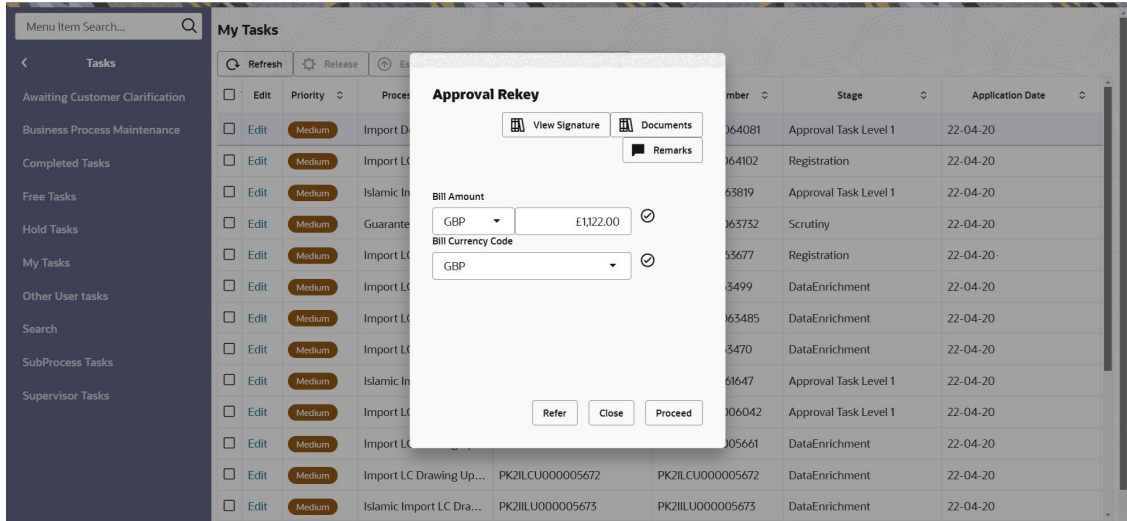 Menu Item Search...
My Tasks
Tasks
Refresh Release Es
Edit Priority Proces mber Stage Application Date
Approval Rekey
View Signature Documents
Remarks
Awaiting Customer Clarification
Business Process Maintenance
Completed Tasks
Free Tasks
Hold Tasks
My Tasks
Other User tasks
Search
SubProcess Tasks
Supervisor Tasks
Edit Medium Import D 064081 Approval Task Level 1 22-04-20
Edit Medium Import LC 064102 Registration 22-04-20
Edit Medium Islamic Im 63819 Approval Task Level 1 22-04-20
Edit Medium Guarante 063732 Scrutiny 22-04-20
Edit Medium Import LC 63677 Registration 22-04-20
Edit Medium Import LC 3499 DataEnrichment 22-04-20
Edit Medium Import LC 063485 DataEnrichment 22-04-20
Edit Medium Import LC 3470 DataEnrichment 22-04-20
Edit Medium Islamic Im 61647 Approval Task Level 1 22-04-20
Edit Medium Import LC 006042 Approval Task Level 1 22-04-20
Edit Medium Import LC 005661 DataEnrichment 22-04-20
Edit Medium Import LC Drawing Up... PK2ILCU000005672 PK2ILCU000005672 DataEnrichment 22-04-20
Edit Medium Islamic Import LC Dra... PK2IILU000005673 PK2IILU000005673 DataEnrichment 22-04-20
Bill Amount
GBP £1,122.00
Bill Currency Code
GBP
Refer Close Proceed